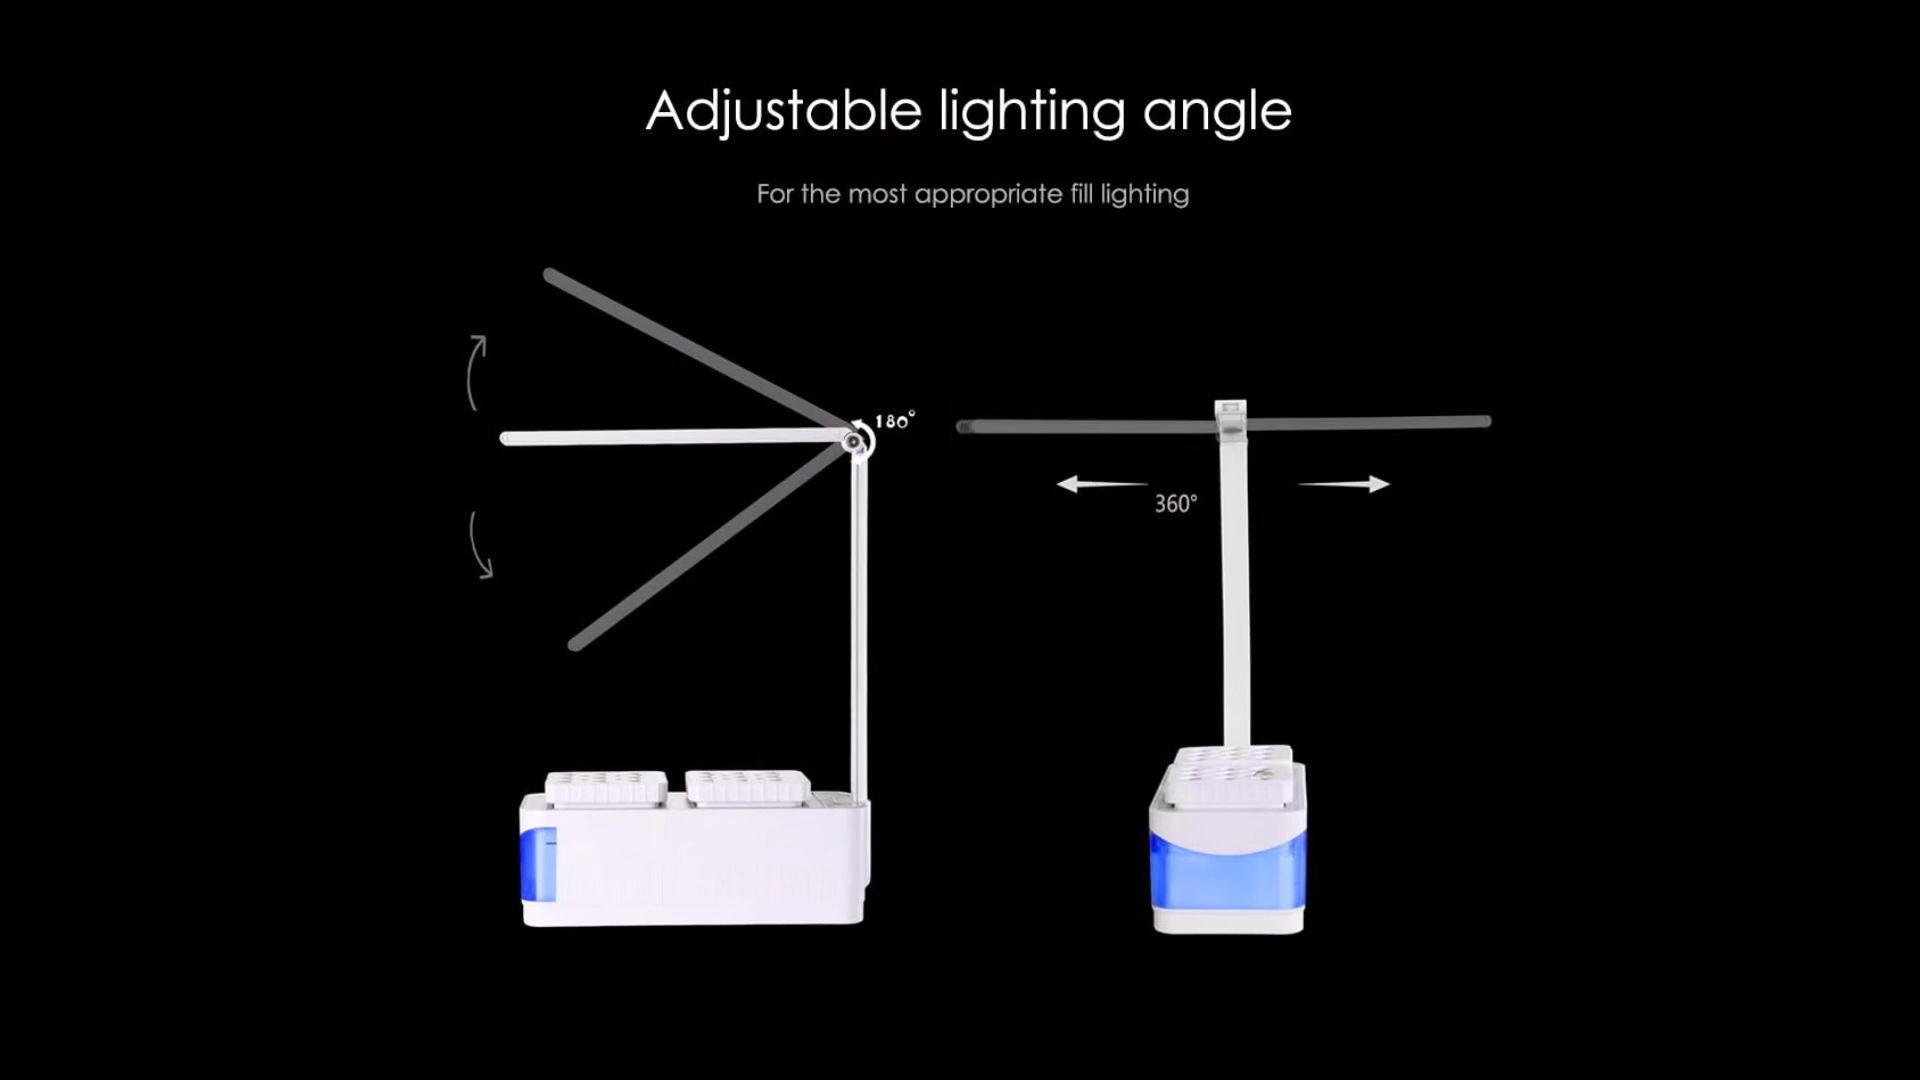 Adjustable lighting angle
For the most appropriate fill lighting
180°
360°